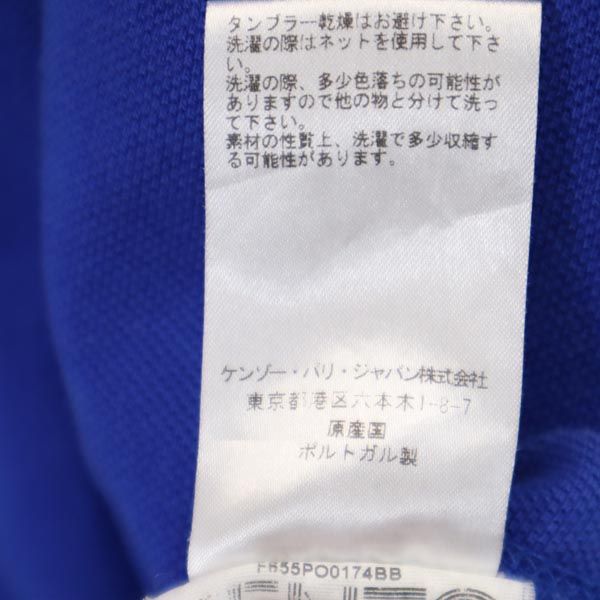 タンブラー乾燥はお避け下さい。
洗濯の際はネットを使用して下さ
い。
洗濯の際、多少色落ちの可能性が
ありますので他の物と分けて洗っ
て下さい。
素材の性質上、洗濯で多少収縮す
る可能性があります。
ケンゾー・パリ・ジャパン株式会社
東京都港区六本木1-8-7
原産国
ポルトガル製
F855PO0174BB